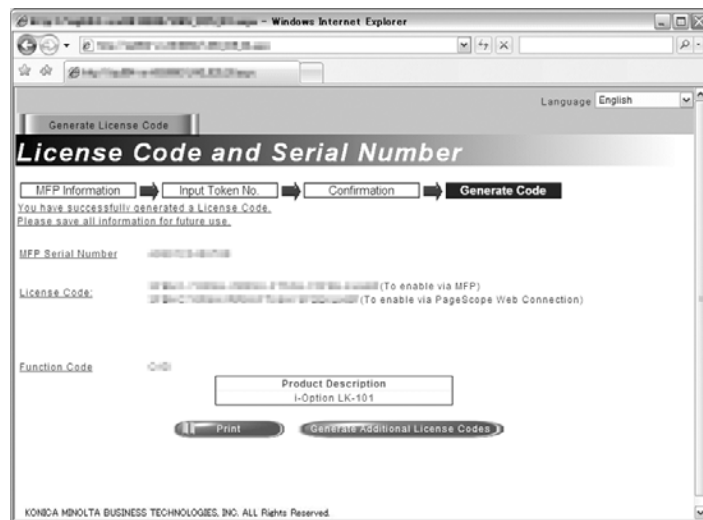 - Windows Internet Explorer
Language English
Generate License Code
License Code and Serial Number
MFP Information Input Token No. Confirmation Generate Code
You have successfully generated a License Code.
Please save all information for future use.
MFP Serial Number
License Code: (To enable via MFP)
(To enable via PageScope Web Connection)
Function Code
Product Description
i-Option LK-101
Print Generate Additional License Codes
KONICA MINOLTA BUSINESS TECHNOLOGIES, INC. ALL Rights Reserved.